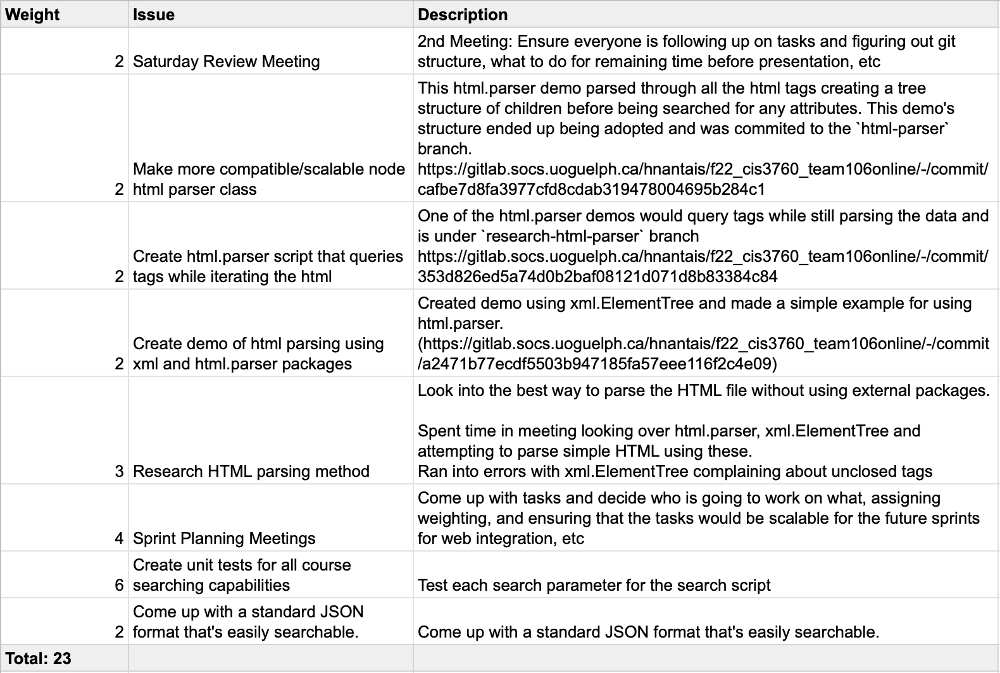 Weight Issue Description
2nd Meeting: Ensure everyone is following up on tasks and figuring out git
2 Saturday Review Meeting structure, what to do for remaining time before presentation, etc
This html.parser demo parsed through all the html tags creating a tree
structure of children before being searched for any attributes. This demo's
structure ended up being adopted and was commited to the `html-parser`
branch.
Make more compatible/scalable node https://gitlab.socs.uoguelph.ca/hnantais/f22_cis3760_team106online/-/commit/
2 html parser class cafbe7d8fa3977cfd8cdab319478004695b284c1
One of the html.parser demos would query tags while still parsing the data and
is under `research-html-parser` branch
Create html.parser script that queries https://gitlab.socs.uoguelph.ca/hnantais/f22_cis3760_team106online/-/commit/
2 tags while iterating the html 353d826ed5a74d0b2baf08121d071d8b83384c84
Created demo using xml.ElementTree and made a simple example for using
html.parser.
Create demo of html parsing using (https://gitlab.socs.uoguelph.ca/hnantais/f22_cis3760_team106online/-/commit
2 xml and html.parser packages /a2471b77ecdf5503b947185fa57eee116f2c4e09)
Look into the best way to parse the HTML file without using external packages.
Spent time in meeting looking over html.parser, xml.ElementTree and
attempting to parse simple HTML using these.
3 Research HTML parsing method Ran into errors with xml.ElementTree complaining about unclosed tags
Come up with tasks and decide who is going to work on what, assigning
weighting, and ensuring that the tasks would be scalable for the future sprints
4 Sprint Planning Meetings for web integration, etc
Create unit tests for all course
6 searching capabilities Test each search parameter for the search script
Come up with a standard JSON
2 format that's easily searchable. Come up with a standard JSON format that's easily searchable.
Total: 23